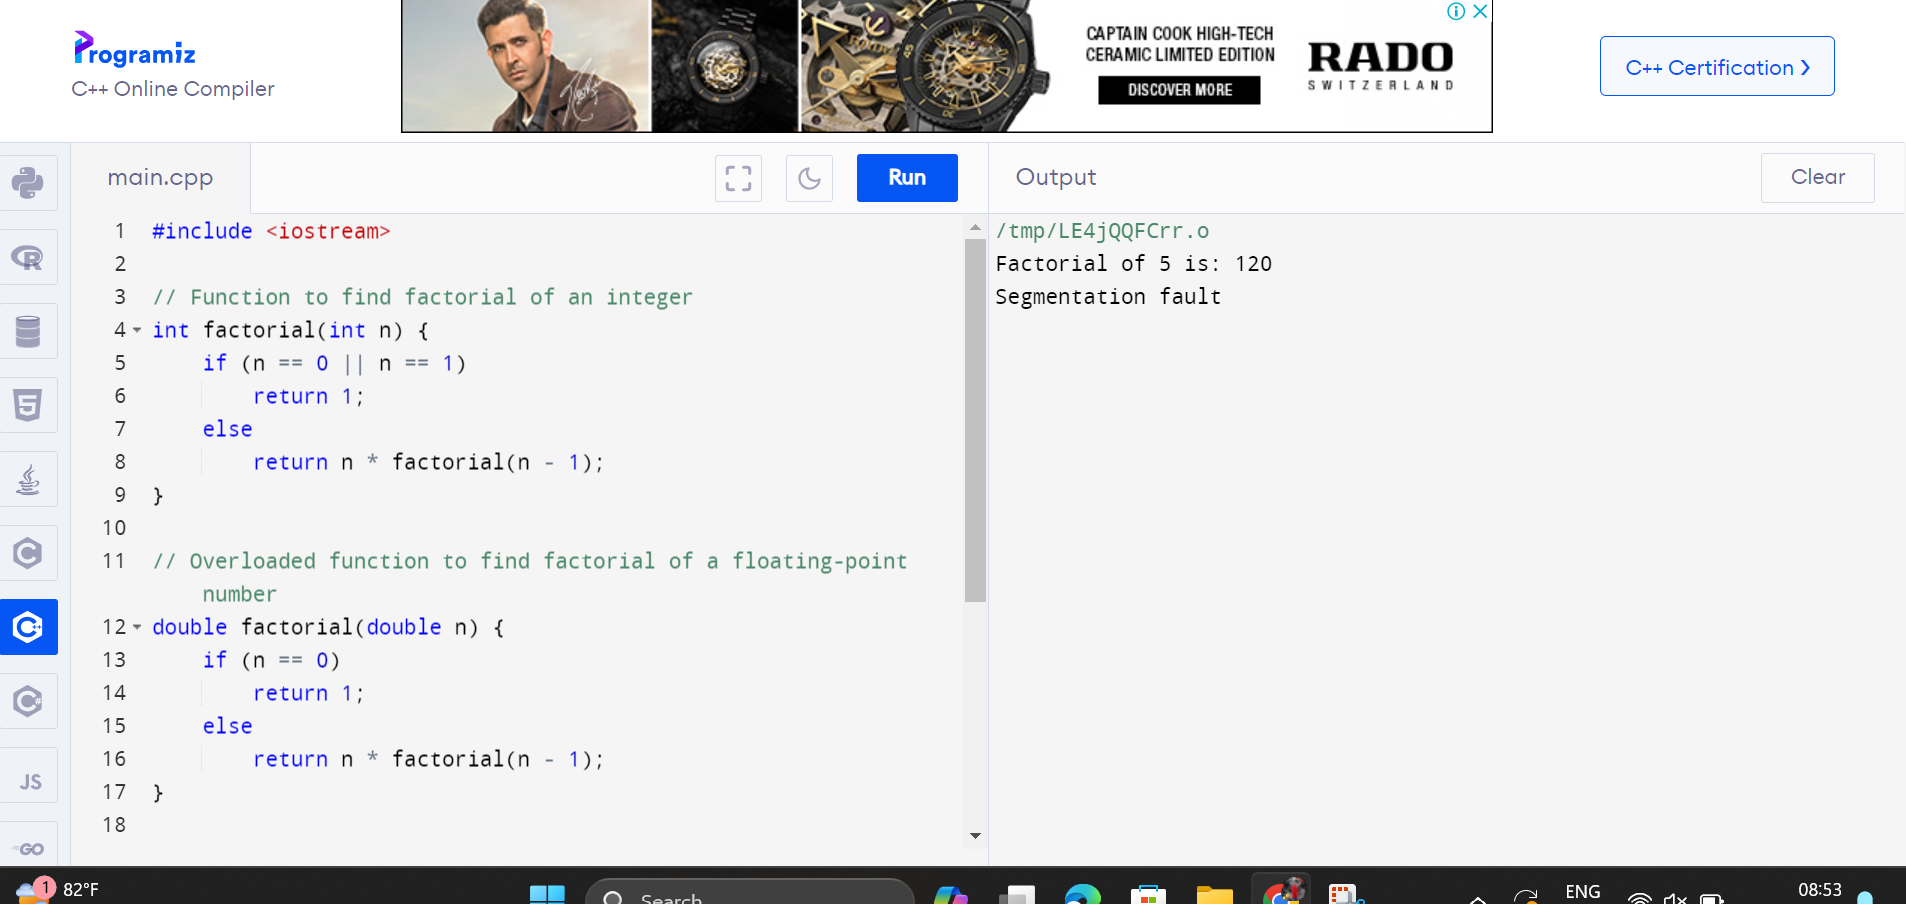 Programiz
C++ Online Compiler
CAPTAIN COOK HIGH-TECH
CERAMIC LIMITED EDITION
DISCOVER MORE
RADO
SWITZERLAND
C++ Certification
main.cpp
Run
Output
Clear
1 #include <iostream>
2
3 // Function to find factorial of an integer
4 int factorial(int n) {
5 if (n == 0 || n == 1)
6 return 1;
7 else
8 return n * factorial(n - 1);
9 }
10
11 // Overloaded function to find factorial of a floating-point
number
12 double factorial(double n) {
13 if (n == 0)
14 return 1;
15 else
16 return n * factorial(n - 1);
17 }
18
/tmp/LE4jQQFCrr.o
Factorial of 5 is: 120
Segmentation fault
R
5
C
C++
C#
JS
GO
1
82°F
Search
ENG
08:53